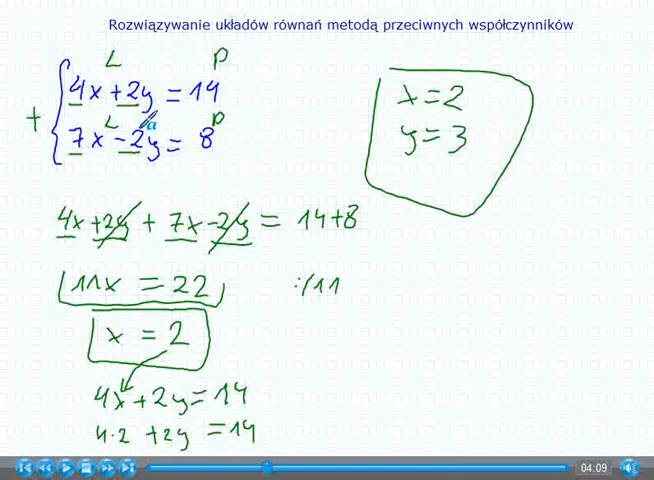 Rozwiązywanie układów równań metodą przeciwnych współczynników
L P
4x + 2y = 14
+
L P
7x - 2y = 8
x = 2
y = 3
4x + 2y + 7x - 2y = 14 + 8
11x = 22 :/11
x = 2
4x + 2y = 14
4·2 + 2y = 14
04:09